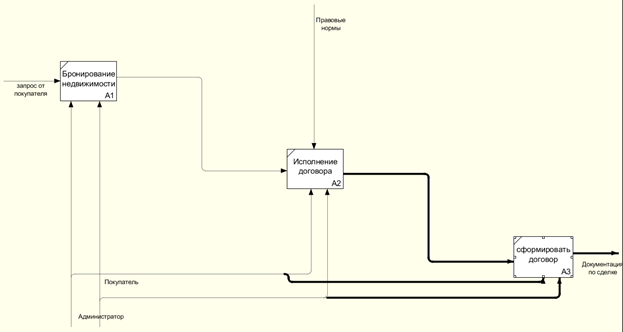 Правовые
нормы
Бронирование
недвижимости
A1
запрос от
покупателя
Исполнение
договора
A2
сформировать
договор
A3
Документация
по сделке
Покупатель
Администратор